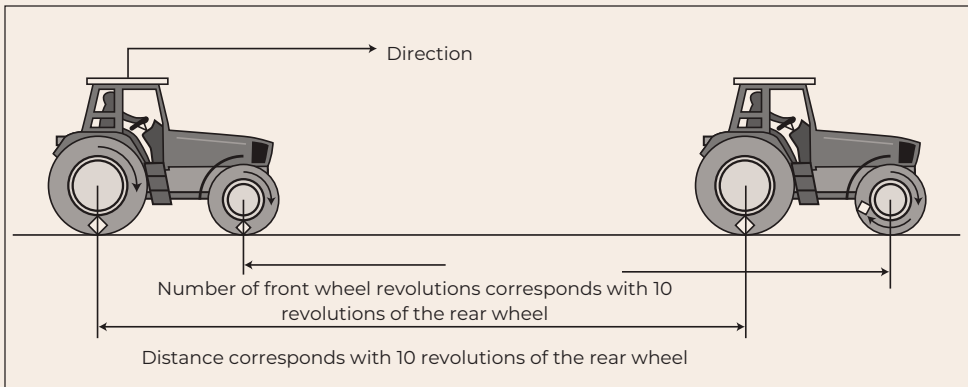 Direction
Number of front wheel revolutions corresponds with 10
revolutions of the rear wheel
Distance corresponds with 10 revolutions of the rear wheel